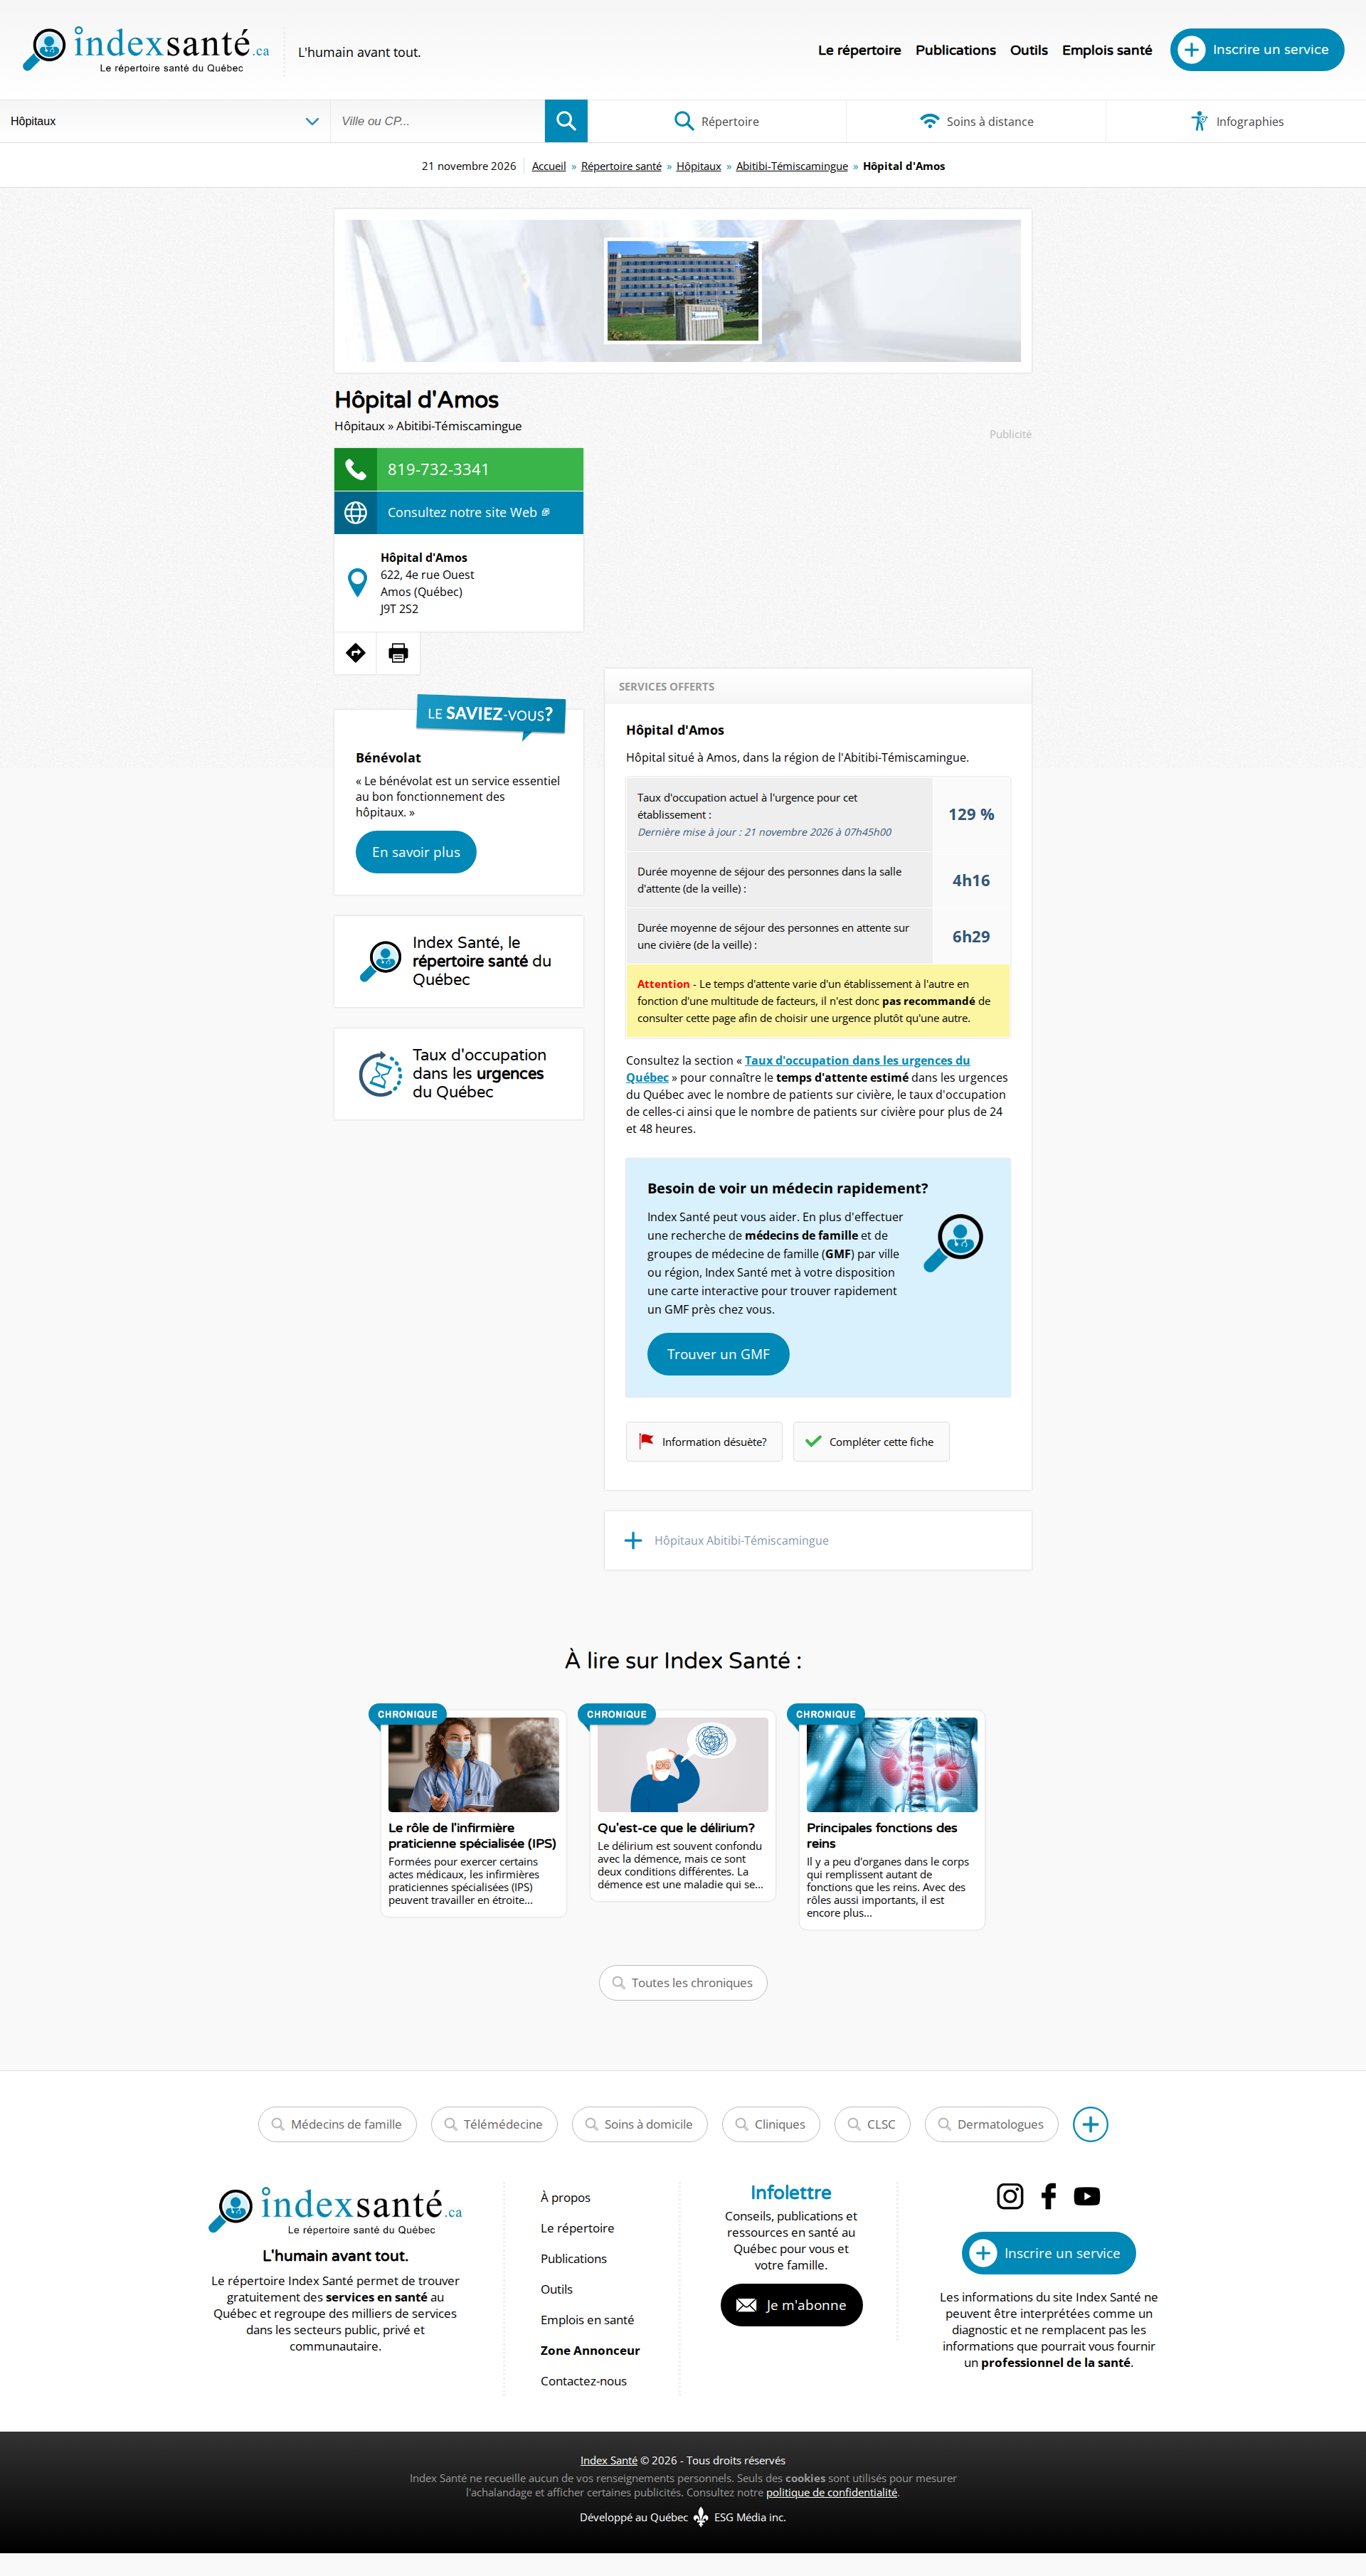 indexsanté.ca
Le répertoire santé du Québec
L'humain avant tout.
Le répertoire
Publications
Outils
Emplois santé
Inscrire un service
Hôpitaux
Ville ou CP...
Répertoire
Soins à distance
Infographies
21 novembre 2026
Accueil » Répertoire santé » Hôpitaux » Abitibi-Témiscamingue » Hôpital d'Amos
Hôpital d'Amos
Hôpitaux » Abitibi-Témiscamingue
Publicité
819-732-3341
Consultez notre site Web
Hôpital d'Amos
622, 4e rue Ouest
Amos (Québec)
J9T 2S2
LE SAVIEZ-VOUS?
Bénévolat
« Le bénévolat est un service essentiel
au bon fonctionnement des
hôpitaux. »
En savoir plus
Index Santé, le
répertoire santé du
Québec
Taux d'occupation
dans les urgences
du Québec
SERVICES OFFERTS
Hôpital d'Amos
Hôpital situé à Amos, dans la région de l'Abitibi-Témiscamingue.
Taux d'occupation actuel à l'urgence pour cet
établissement :
Dernière mise à jour : 21 novembre 2026 à 07h45h00
129 %
Durée moyenne de séjour des personnes dans la salle
d'attente (de la veille) :
4h16
Durée moyenne de séjour des personnes en attente sur
une civière (de la veille) :
6h29
Attention - Le temps d'attente varie d'un établissement à l'autre en
fonction d'une multitude de facteurs, il n'est donc pas recommandé de
consulter cette page afin de choisir une urgence plutôt qu'une autre.
Consultez la section « Taux d'occupation dans les urgences du
Québec » pour connaître le temps d'attente estimé dans les urgences
du Québec avec le nombre de patients sur civière, le taux d'occupation
de celles-ci ainsi que le nombre de patients sur civière pour plus de 24
et 48 heures.
Besoin de voir un médecin rapidement?
Index Santé peut vous aider. En plus d'effectuer
une recherche de médecins de famille et de
groupes de médecine de famille (GMF) par ville
ou région, Index Santé met à votre disposition
une carte interactive pour trouver rapidement
un GMF près chez vous.
Trouver un GMF
Information désuète?
Compléter cette fiche
Hôpitaux Abitibi-Témiscamingue
À lire sur Index Santé :
CHRONIQUE
Le rôle de l'infirmière
praticienne spécialisée (IPS)
Formées pour exercer certains
actes médicaux, les infirmières
praticiennes spécialisées (IPS)
peuvent travailler en étroite...
CHRONIQUE
Qu'est-ce que le délirium?
Le délirium est souvent confondu
avec la démence, mais ce sont
deux conditions différentes. La
démence est une maladie qui se...
CHRONIQUE
Principales fonctions des
reins
Il y a peu d'organes dans le corps
qui remplissent autant de
fonctions que les reins. Avec des
rôles aussi importants, il est
encore plus...
Toutes les chroniques
Médecins de famille
Télémédecine
Soins à domicile
Cliniques
CLSC
Dermatologues
indexsanté.ca
Le répertoire santé du Québec
L'humain avant tout.
Le répertoire Index Santé permet de trouver
gratuitement des services en santé au
Québec et regroupe des milliers de services
dans les secteurs public, privé et
communautaire.
À propos
Le répertoire
Publications
Outils
Emplois en santé
Zone Annonceur
Contactez-nous
Infolettre
Conseils, publications et
ressources en santé au
Québec pour vous et
votre famille.
Je m'abonne
Inscrire un service
Les informations du site Index Santé ne
peuvent être interprétées comme un
diagnostic et ne remplacent pas les
informations que pourrait vous fournir
un professionnel de la santé.
Index Santé © 2026 - Tous droits réservés
Index Santé ne recueille aucun de vos renseignements personnels. Seuls des cookies sont utilisés pour mesurer
l'achalandage et afficher certaines publicités. Consultez notre politique de confidentialité.
Développé au Québec
ESG Média inc.